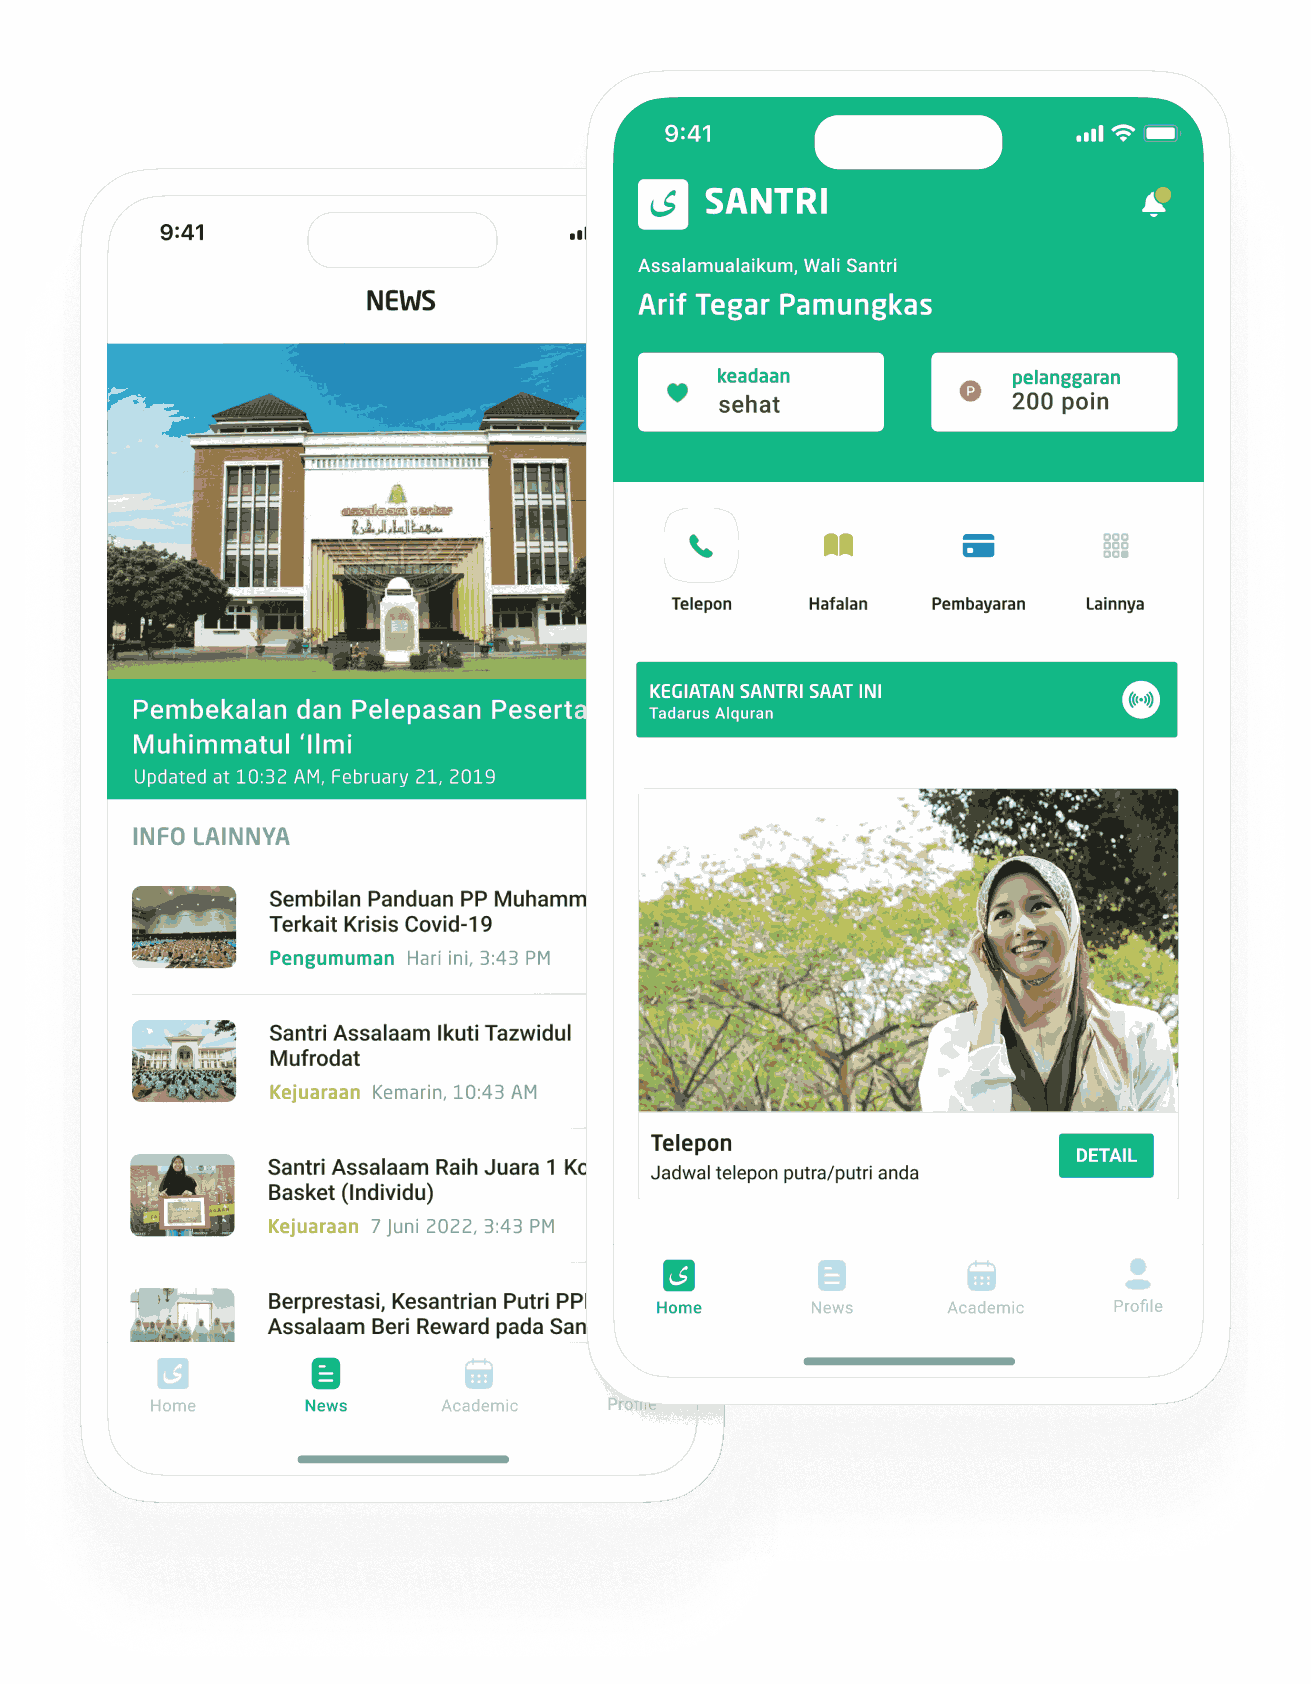 9:41
NEWS
assalaam center
Pembekalan dan Pelepasan Peserta
Muhimmatul ‘Ilmi
Updated at 10:32 AM, February 21, 2019
INFO LAINNYA
Sembilan Panduan PP Muhamm
Terkait Krisis Covid-19
Pengumuman Hari ini, 3:43 PM
Santri Assalaam Ikuti Tazwidul
Mufrodat
Kejuaraan Kemarin, 10:43 AM
Santri Assalaam Raih Juara 1 Ko
Basket (Individu)
Kejuaraan 7 Juni 2022, 3:43 PM
Berprestasi, Kesantrian Putri PPI
Assalaam Beri Reward pada San
Home News Academic Profile
9:41
ى SANTRI
Assalamualaikum, Wali Santri
Arif Tegar Pamungkas
keadaan
sehat
P
pelanggaran
200 poin
Telepon Hafalan Pembayaran Lainnya
KEGIATAN SANTRI SAAT INI
Tadarus Alquran
Telepon
Jadwal telepon putra/putri anda
DETAIL
Home News Academic Profile